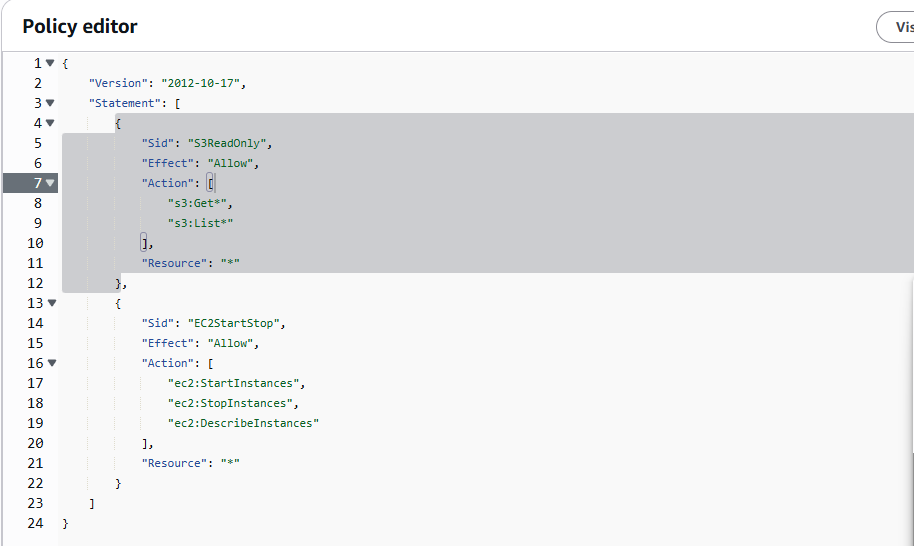 Policy editor
Vis
1 {
2 "Version": "2012-10-17",
3 "Statement": [
4 {
5 "Sid": "S3ReadOnly",
6 "Effect": "Allow",
7 "Action": [
8 "s3:Get*",
9 "s3:List*"
10 ],
11 "Resource": "*"
12 },
13 {
14 "Sid": "EC2StartStop",
15 "Effect": "Allow",
16 "Action": [
17 "ec2:StartInstances",
18 "ec2:StopInstances",
19 "ec2:DescribeInstances"
20 ],
21 "Resource": "*"
22 }
23 ]
24 }